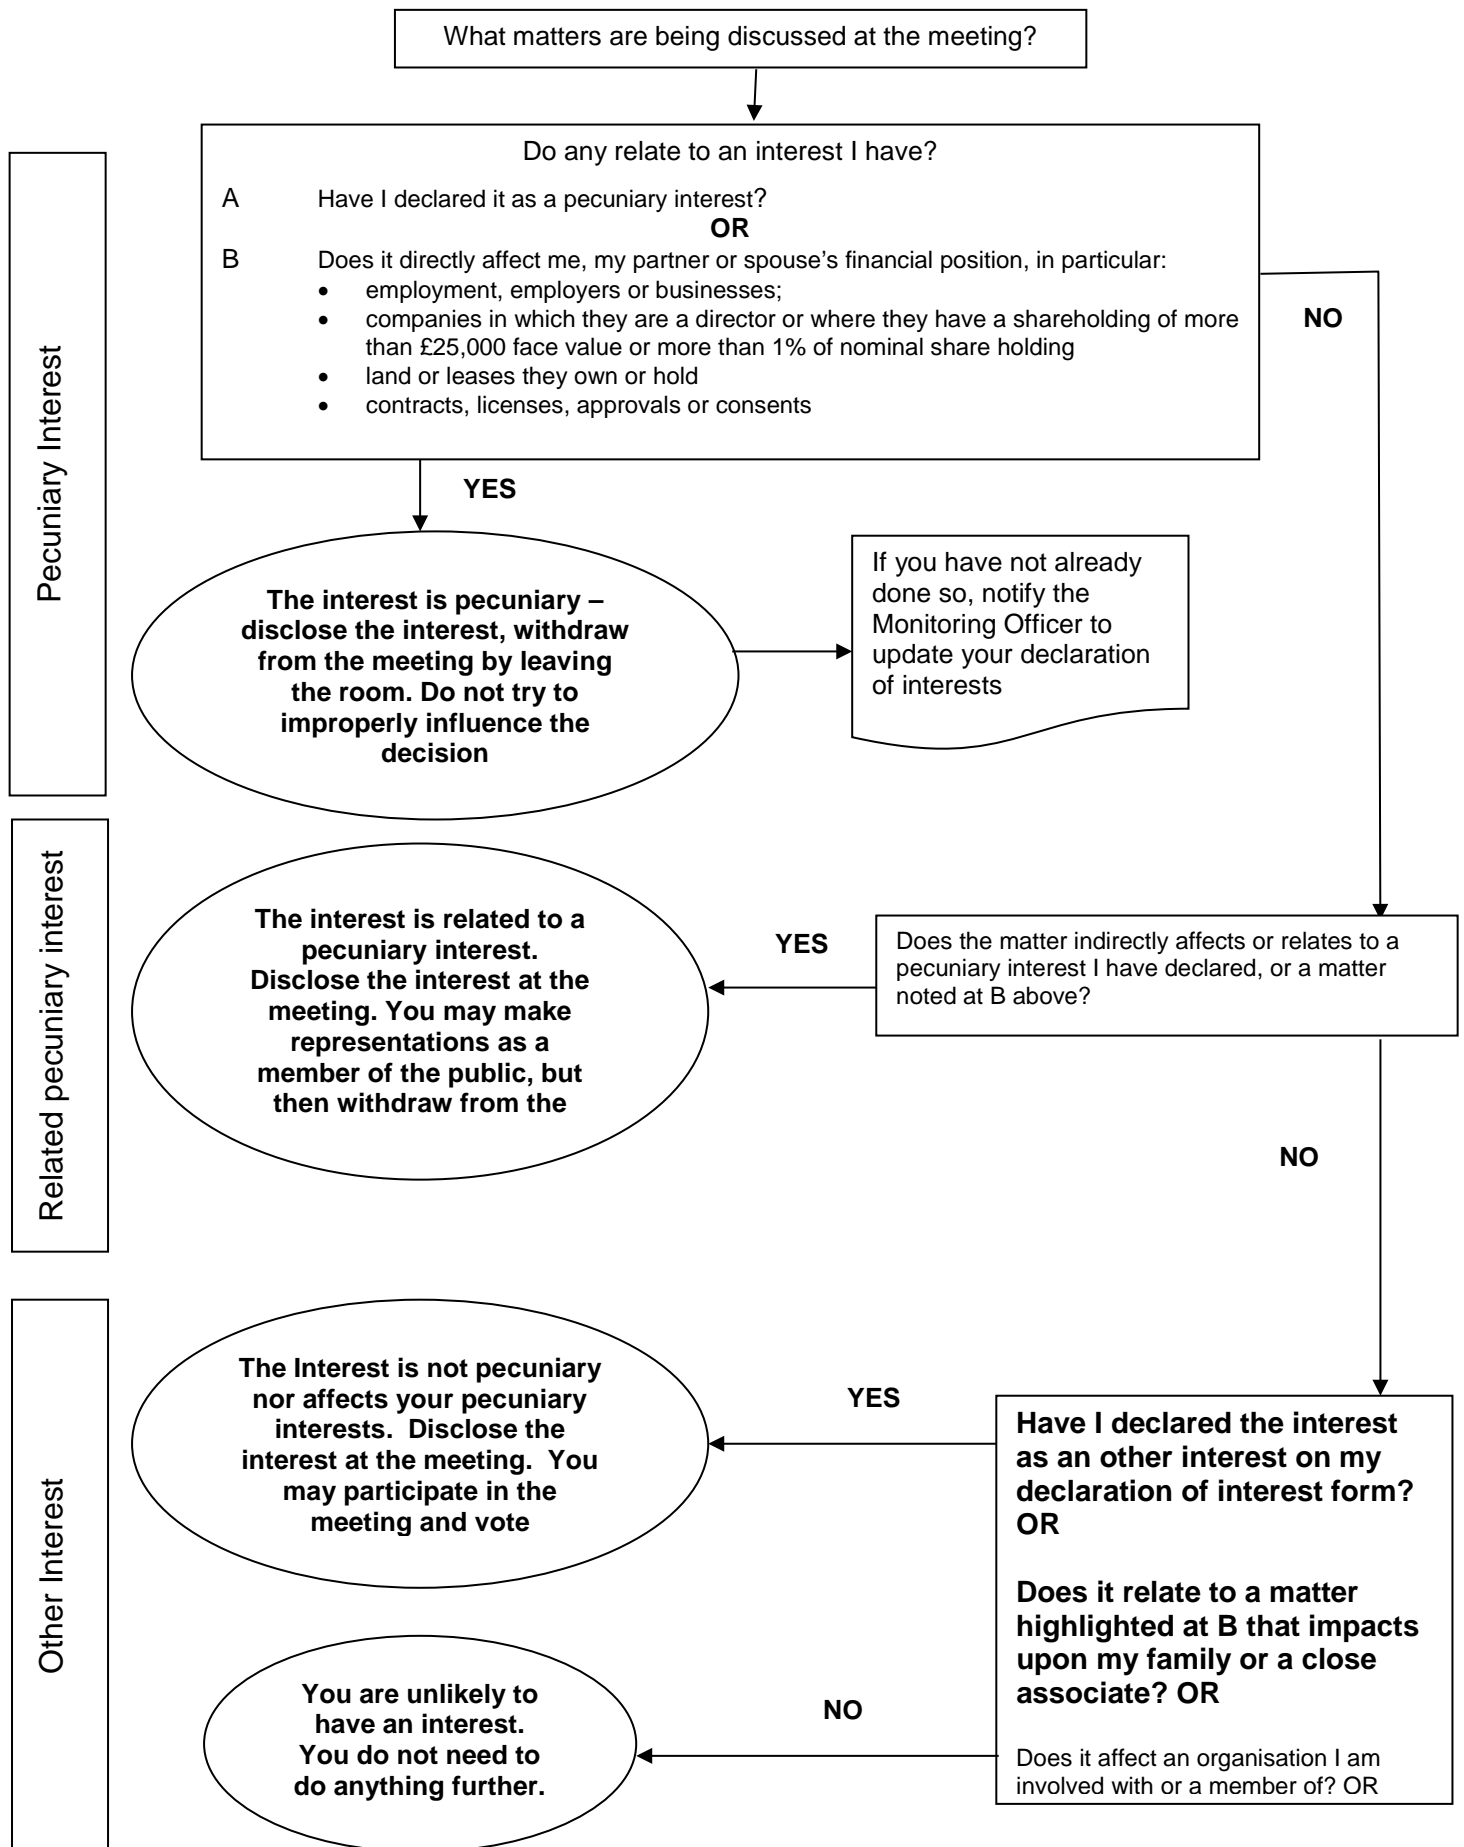 What matters are being discussed at the meeting?
Pecuniary Interest
Do any relate to an interest I have?
A Have I declared it as a pecuniary interest?
OR
B Does it directly affect me, my partner or spouse's financial position, in particular:
• employment, employers or businesses;
• companies in which they are a director or where they have a shareholding of more
than £25,000 face value or more than 1% of nominal share holding
• land or leases they own or hold
• contracts, licenses, approvals or consents
NO
YES
The interest is pecuniary –
disclose the interest, withdraw
from the meeting by leaving
the room. Do not try to
improperly influence the
decision
If you have not already
done so, notify the
Monitoring Officer to
update your declaration
of interests
Related pecuniary interest
The interest is related to a
pecuniary interest.
Disclose the interest at the
meeting. You may make
representations as a
member of the public, but
then withdraw from the
YES
Does the matter indirectly affects or relates to a
pecuniary interest I have declared, or a matter
noted at B above?
NO
Other Interest
The Interest is not pecuniary
nor affects your pecuniary
interests.  Disclose the
interest at the meeting.  You
may participate in the
meeting and vote
YES
Have I declared the interest
as an other interest on my
declaration of interest form?
OR
Does it relate to a matter
highlighted at B that impacts
upon my family or a close
associate? OR
Does it affect an organisation I am
involved with or a member of? OR
NO
You are unlikely to
have an interest.
You do not need to
do anything further.